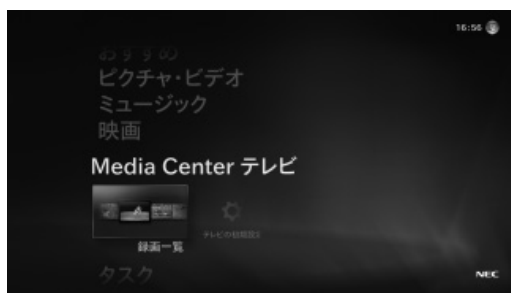 16:56
おすすめ
ピクチャ・ビデオ
ミュージック
映画
Media Center テレビ
録画一覧
テレビの初期設
タスク
NEC